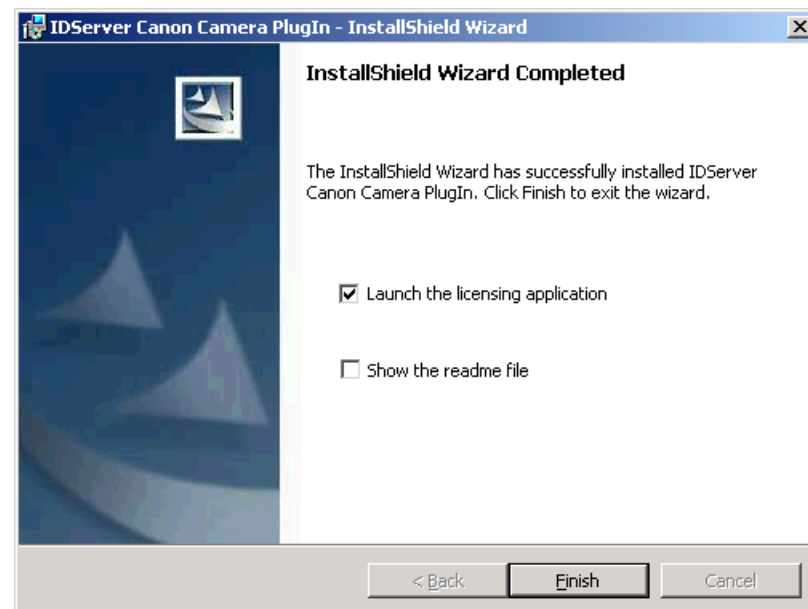 IDServer Canon Camera PlugIn - InstallShield Wizard
InstallShield Wizard Completed
The InstallShield Wizard has successfully installed IDServer
Canon Camera PlugIn. Click Finish to exit the wizard.
Launch the licensing application
Show the readme file
< Back
Finish
Cancel